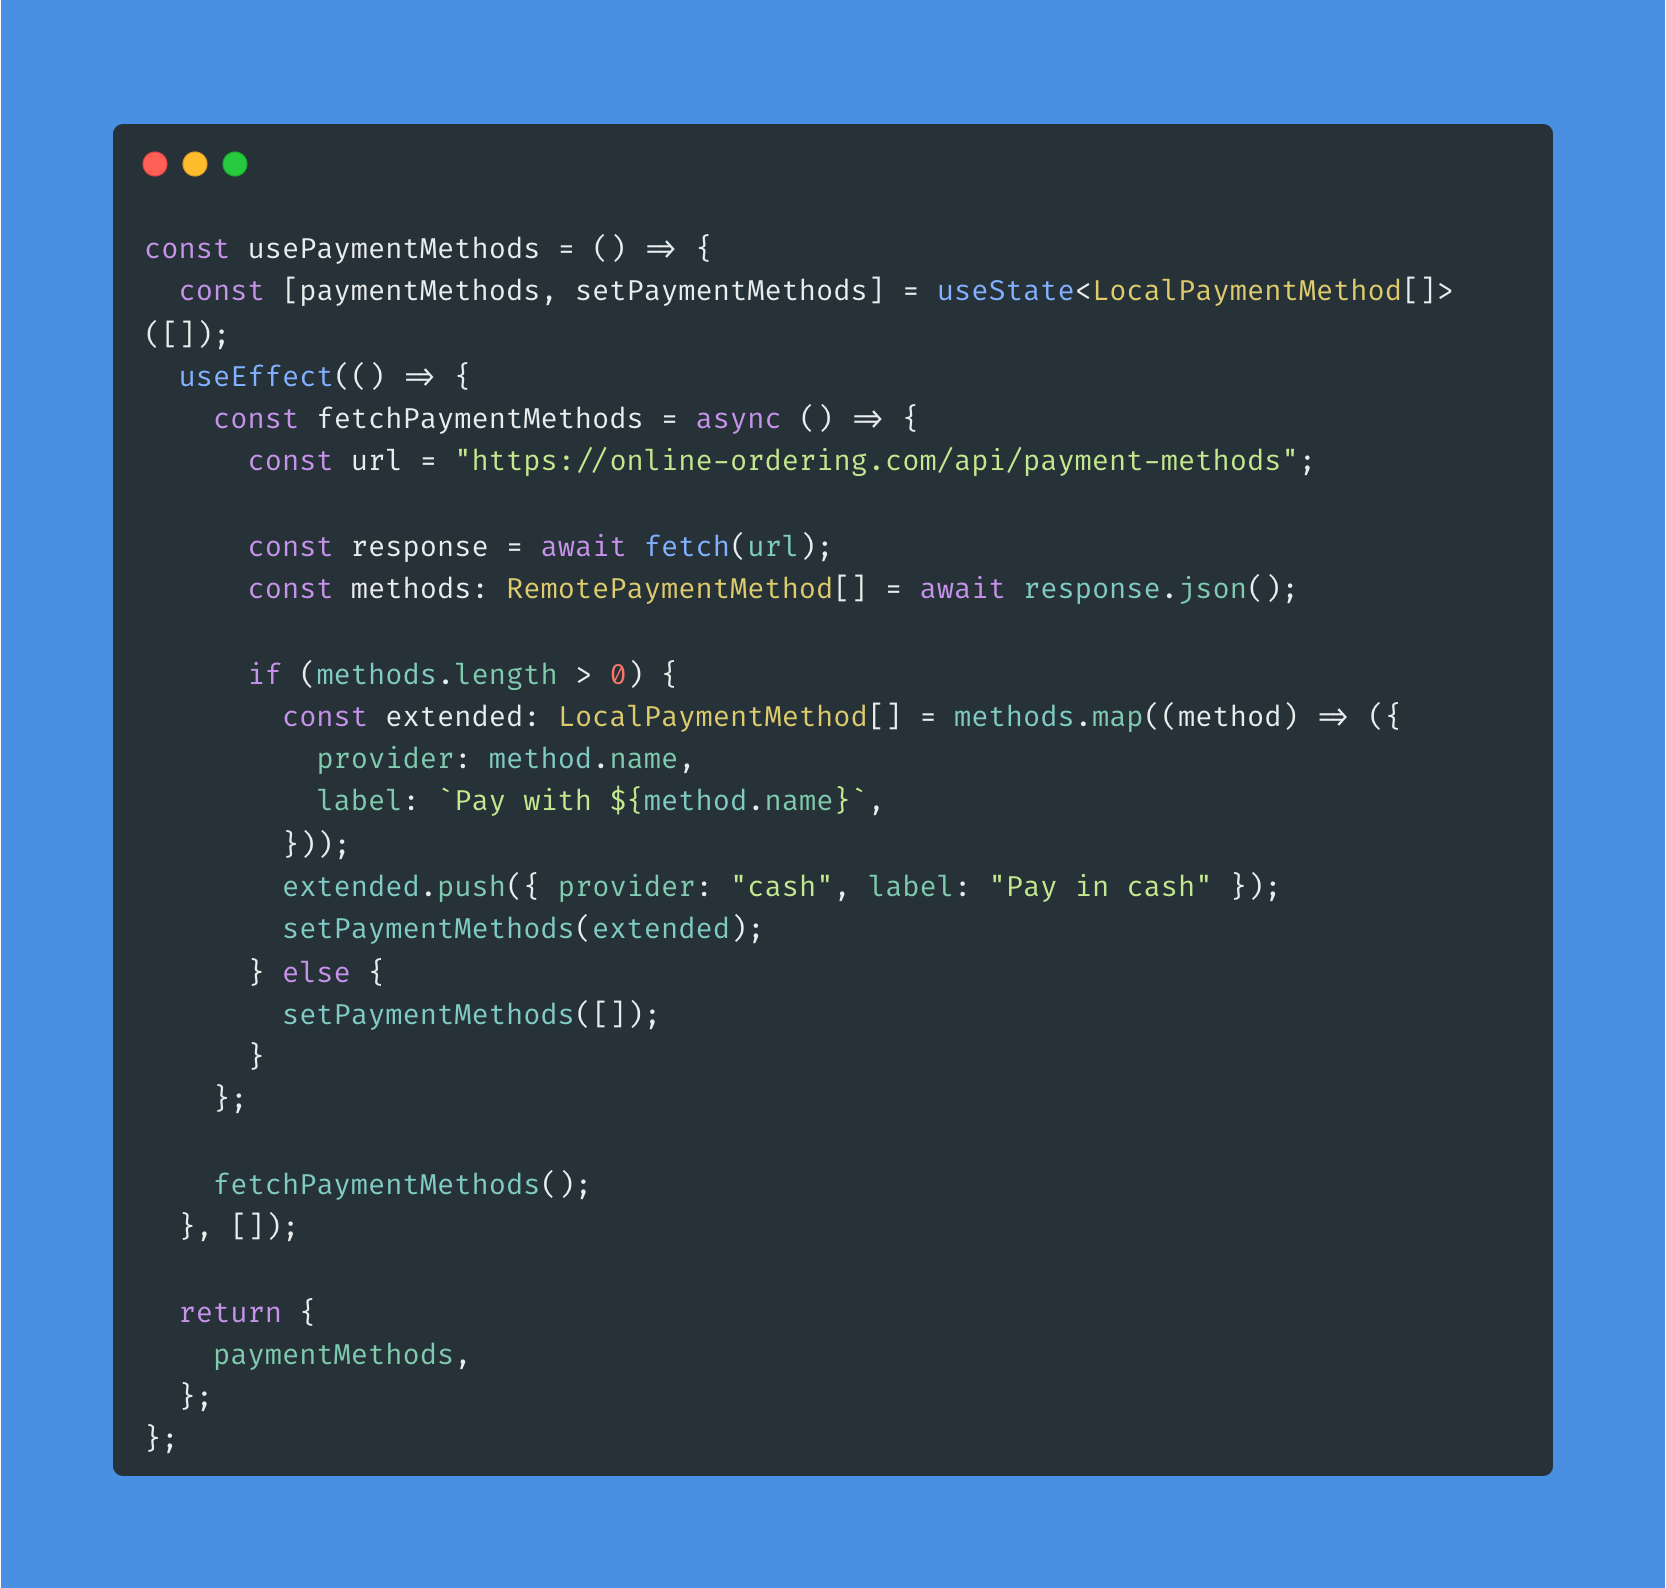 const usePaymentMethods = () => {
  const [paymentMethods, setPaymentMethods] = useState<LocalPaymentMethod[]>
([]);
  useEffect(() => {
    const fetchPaymentMethods = async () => {
      const url = "https://online-ordering.com/api/payment-methods";

      const response = await fetch(url);
      const methods: RemotePaymentMethod[] = await response.json();

      if (methods.length > 0) {
        const extended: LocalPaymentMethod[] = methods.map((method) => ({
          provider: method.name,
          label: `Pay with ${method.name}`,
        }));
        extended.push({ provider: "cash", label: "Pay in cash" });
        setPaymentMethods(extended);
      } else {
        setPaymentMethods([]);
      }
    };

    fetchPaymentMethods();
  }, []);

  return {
    paymentMethods,
  };
};